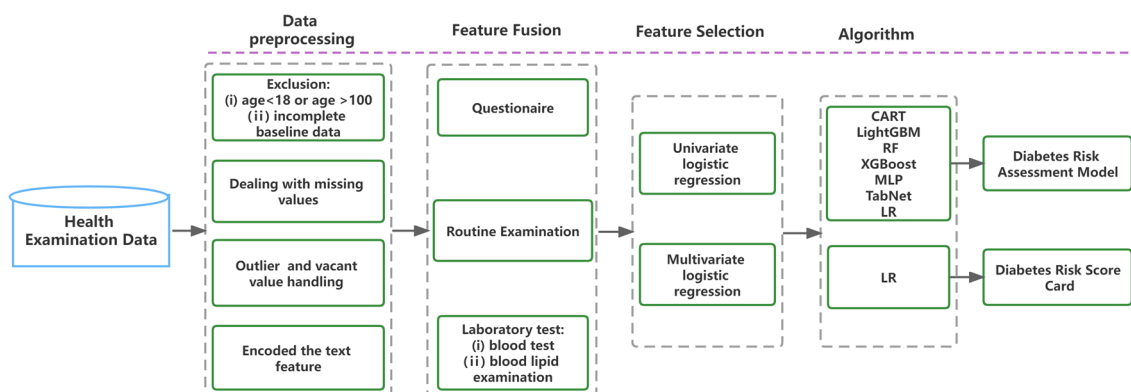 Data
preprocessing
Feature Fusion
Feature Selection
Algorithm
Health
Examination Data
Exclusion:
(i) age<18 or age >100
(ii) incomplete
baseline data
Dealing with missing
values
Outlier and vacant
value handling
Encoded the text
feature
Questionaire
Routine Examination
Laboratory test:
(i) blood test
(ii) blood lipid
examination
Univariate
logistic
regression
Multivariate
logistic
regression
CART
LightGBM
RF
XGBoost
MLP
TabNet
LR
LR
Diabetes Risk
Assessment Model
Diabetes Risk Score
Card